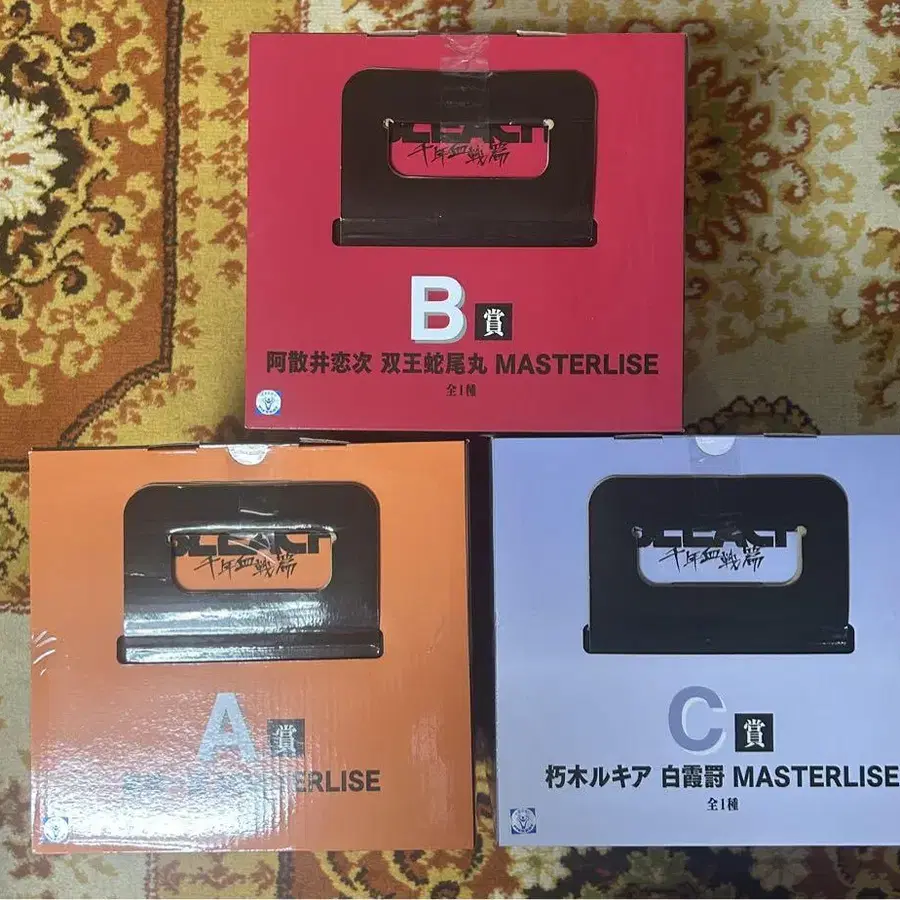 BLEACH
千年血戦篇
B賞
阿散井恋次 双王蛇尾丸 MASTERLISE
全1種
BLEACH
千年血戦篇
A賞
MASTERLISE
BLEACH
千年血戦篇
C賞
朽木ルキア 白霞罸 MASTERLISE
全1種